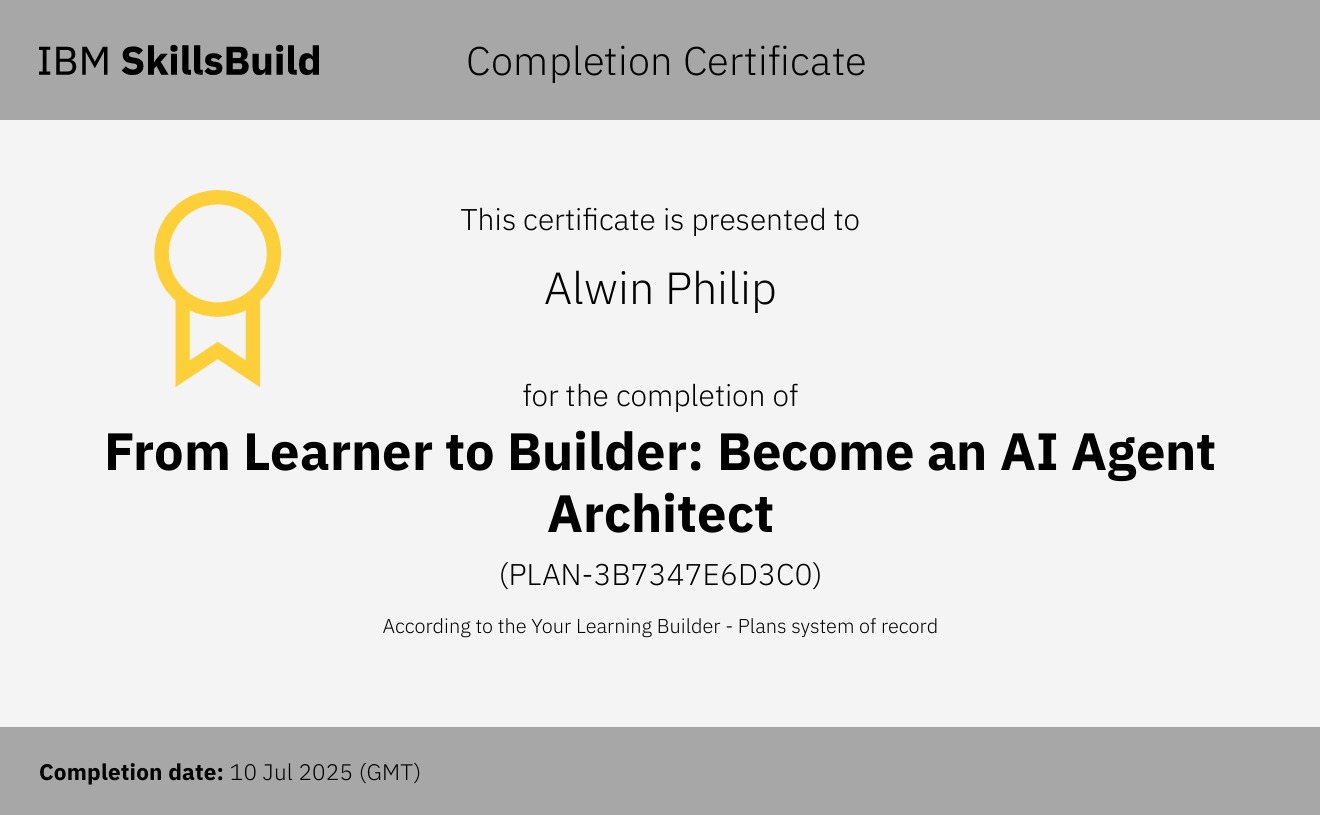 IBM SkillsBuild
Completion Certificate
This certificate is presented to
Alwin Philip
for the completion of
From Learner to Builder: Become an AI Agent
Architect
(PLAN-3B7347E6D3C0)
According to the Your Learning Builder - Plans system of record
Completion date: 10 Jul 2025 (GMT)